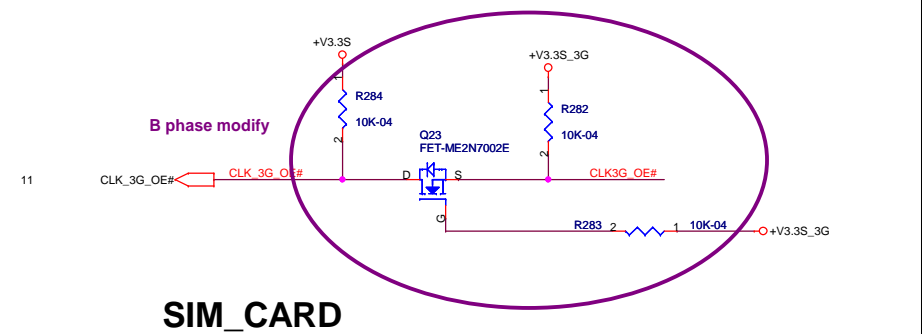 +V3.3S
+V3.3S_3G
1
R284
10K-04
2
1
R282
10K-04
2
B phase modify
Q23
FET-ME2N7002E
11
CLK_3G_OE#
CLK_3G_OE#
D
S
CLK3G_OE#
G
R283
2
1
10K-04
+V3.3S_3G
SIM_CARD